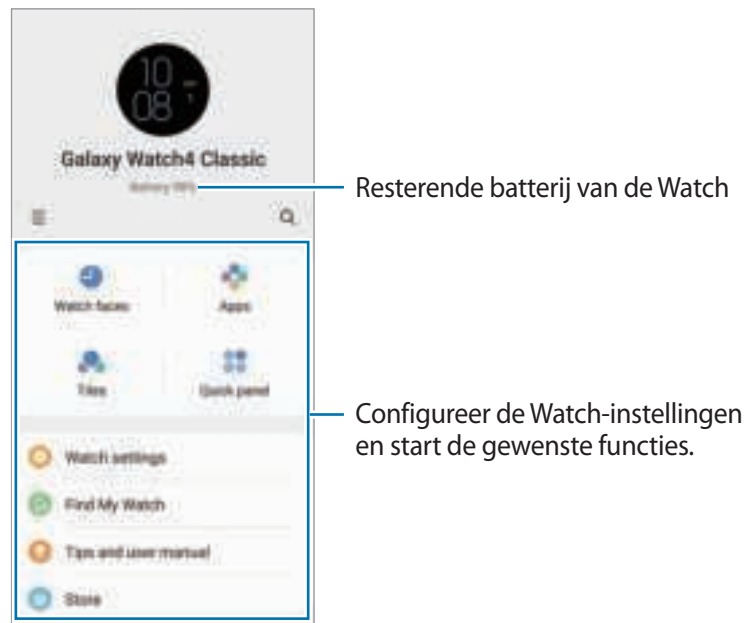 10
08
Galaxy Watch4 Classic
Battery
Resterende batterij van de Watch
Watch faces
Apps
Tiles
Quick panel
Configureer de Watch-instellingen
en start de gewenste functies.
Watch settings
Find My Watch
Tips and user manual
Store